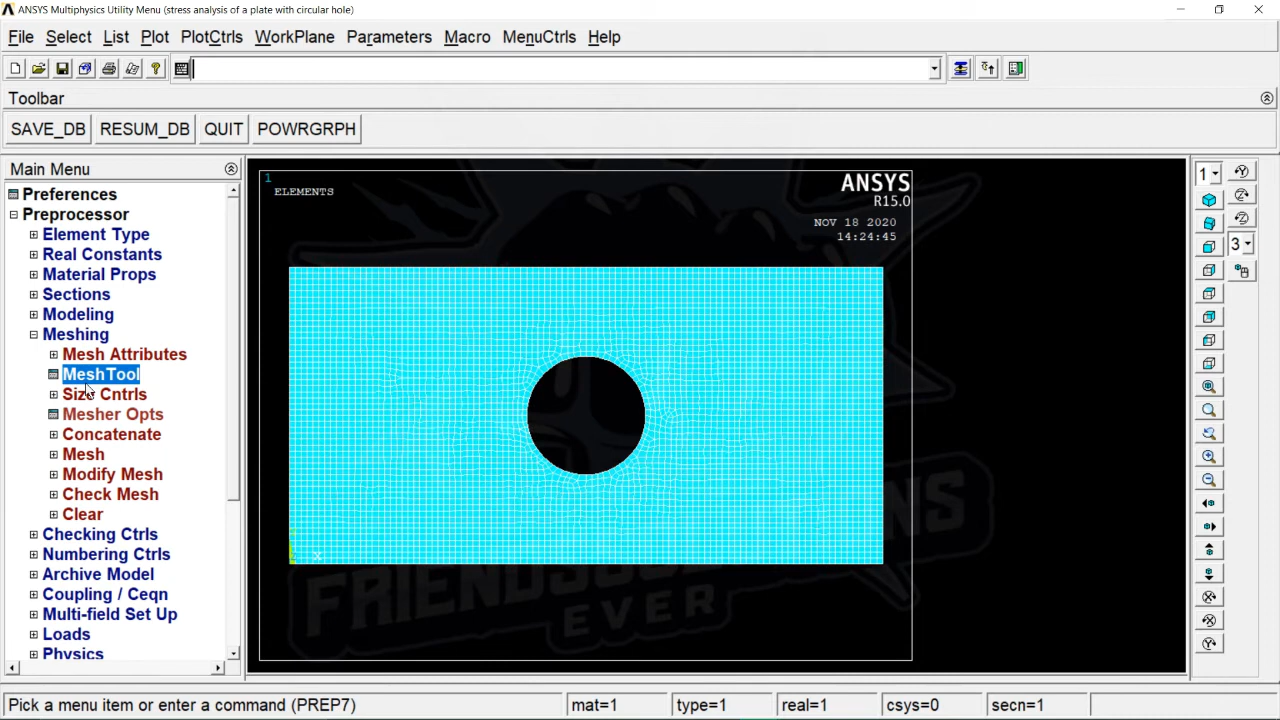 ANSYS Multiphysics Utility Menu (stress analysis of a plate with circular hole)
File Select List Plot PlotCtrls WorkPlane Parameters Macro MenuCtrls Help
Toolbar
SAVE_DB RESUM_DB QUIT POWRGRPH
Main Menu
Preferences
Preprocessor
Element Type
Real Constants
Material Props
Sections
Modeling
Meshing
Mesh Attributes
MeshTool
Size Cntrls
Mesher Opts
Concatenate
Mesh
Modify Mesh
Check Mesh
Clear
Checking Ctrls
Numbering Ctrls
Archive Model
Coupling / Ceqn
Multi-field Set Up
Loads
Physics
1
ELEMENTS
ANSYS
R15.0
NOV 18 2020
14:24:45
X
EVER
1
3
Pick a menu item or enter a command (PREP7) mat=1 type=1 real=1 csys=0 secn=1